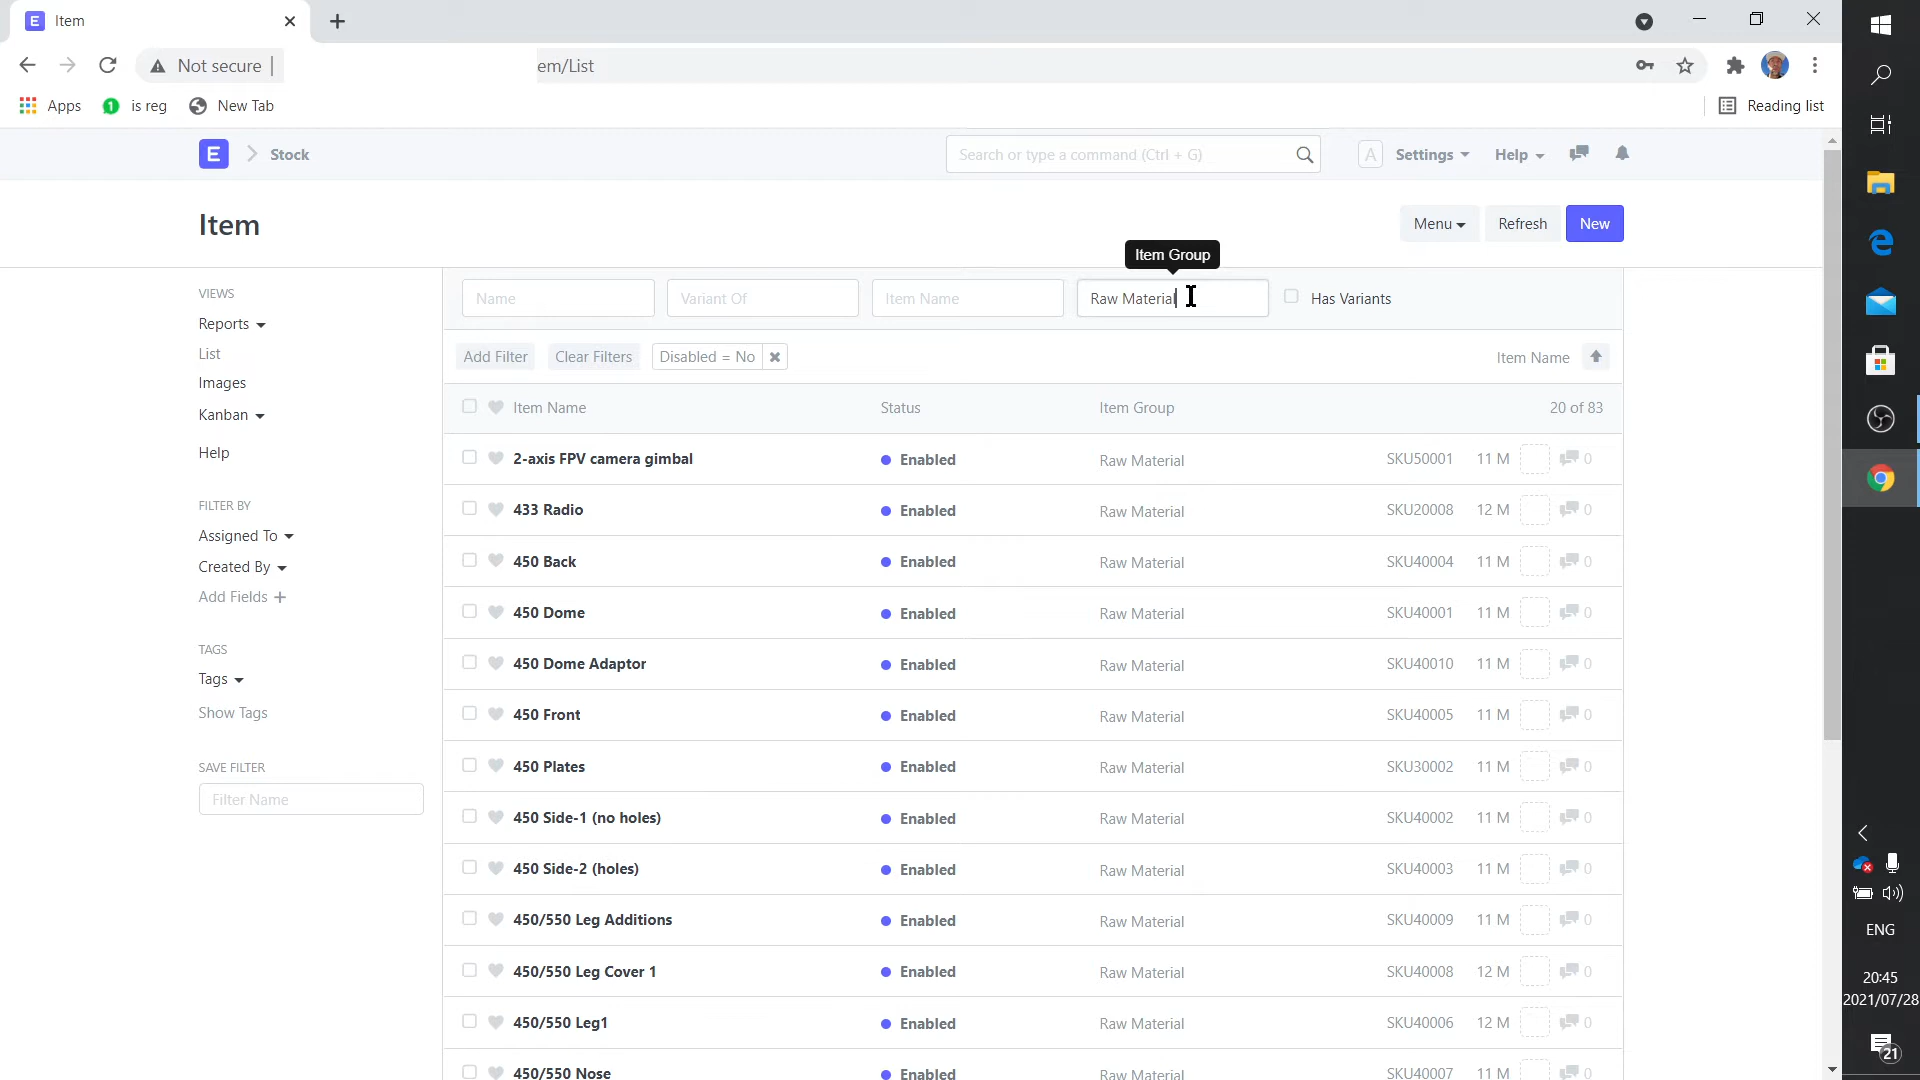 E Item
Not secure em/List
Apps 1 is reg New Tab Reading list
E Stock Search or type a command (Ctrl + G) A Settings Help
Item Menu Refresh New
Item Group
VIEWS
Reports
List
Images
Kanban
Help
FILTER BY
Assigned To
Created By
Add Fields +
TAGS
Tags
Show Tags
SAVE FILTER
Filter Name
Name Variant Of Item Name Raw Material Has Variants
Add Filter Clear Filters Disabled = No Item Name
Item Name Status Item Group 20 of 83
2-axis FPV camera gimbal Enabled Raw Material SKU50001 11 M 0
433 Radio Enabled Raw Material SKU20008 12 M 0
450 Back Enabled Raw Material SKU40004 11 M 0
450 Dome Enabled Raw Material SKU40001 11 M 0
450 Dome Adaptor Enabled Raw Material SKU40010 11 M 0
450 Front Enabled Raw Material SKU40005 11 M 0
450 Plates Enabled Raw Material SKU30002 11 M 0
450 Side-1 (no holes) Enabled Raw Material SKU40002 11 M 0
450 Side-2 (holes) Enabled Raw Material SKU40003 11 M 0
450/550 Leg Additions Enabled Raw Material SKU40009 11 M 0
450/550 Leg Cover 1 Enabled Raw Material SKU40008 12 M 0
450/550 Leg1 Enabled Raw Material SKU40006 12 M 0
450/550 Nose Enabled Raw Material SKU40007 11 M 0
ENG
20:45
2021/07/28
21